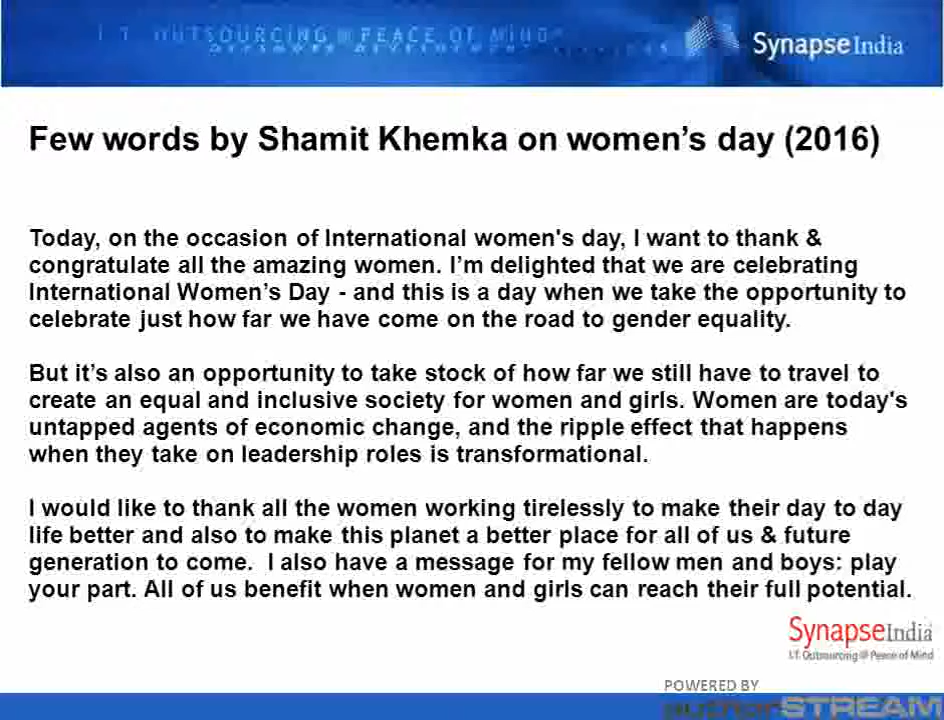 I.T. OUTSOURCING @ PEACE OF MIND
SynapseIndia
Few words by Shamit Khemka on women’s day (2016)
Today, on the occasion of International women's day, I want to thank &
congratulate all the amazing women. I’m delighted that we are celebrating
International Women’s Day - and this is a day when we take the opportunity to
celebrate just how far we have come on the road to gender equality.
But it’s also an opportunity to take stock of how far we still have to travel to
create an equal and inclusive society for women and girls. Women are today's
untapped agents of economic change, and the ripple effect that happens
when they take on leadership roles is transformational.
I would like to thank all the women working tirelessly to make their day to day
life better and also to make this planet a better place for all of us & future
generation to come.  I also have a message for my fellow men and boys: play
your part. All of us benefit when women and girls can reach their full potential.
SynapseIndia
I.T. Outsourcing @ Peace of Mind
POWERED BY
authorSTREAM